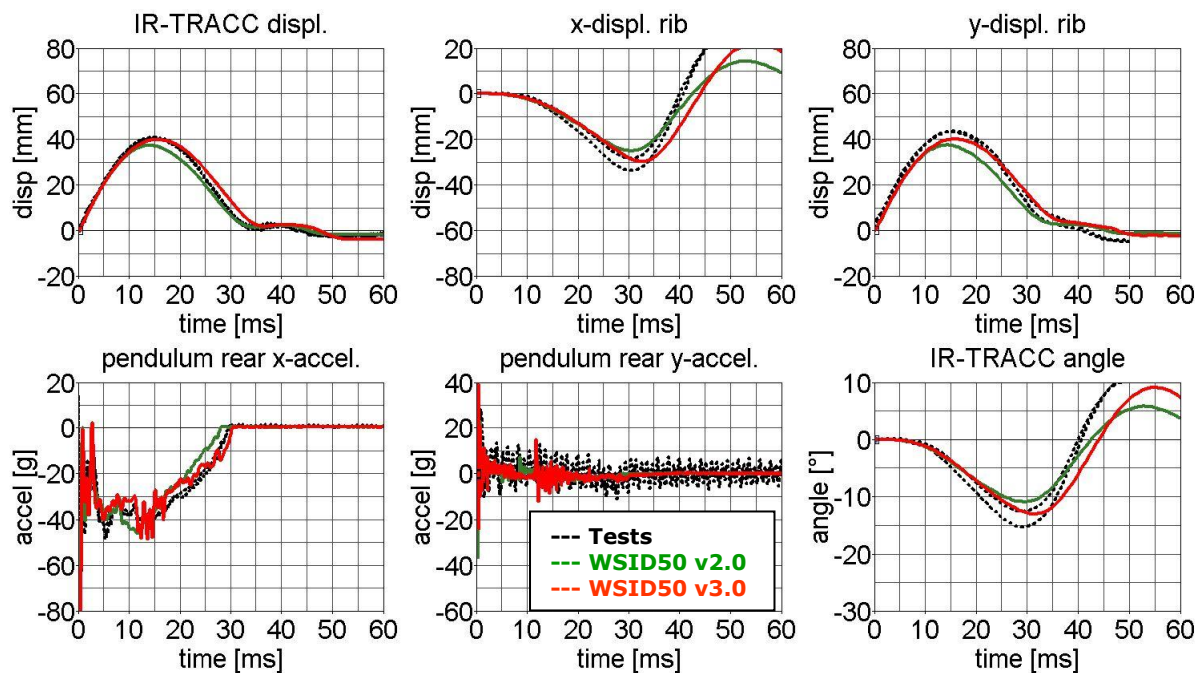 IR-TRACC displ.
x-displ. rib
y-displ. rib
disp [mm]
80
60
40
20
0
-20
0 10 20 30 40 50 60
time [ms]
disp [mm]
20
0
-20
-40
-60
-80
0 10 20 30 40 50 60
time [ms]
disp [mm]
80
60
40
20
0
-20
0 10 20 30 40 50 60
time [ms]
pendulum rear x-accel.
pendulum rear y-accel.
IR-TRACC angle
accel [g]
20
0
-20
-40
-60
-80
0 10 20 30 40 50 60
time [ms]
accel [g]
40
20
0
-20
-40
-60
0 10 20 30 40 50 60
time [ms]
Tests
WSID50 v2.0
WSID50 v3.0
angle [°]
10
0
-10
-20
-30
0 10 20 30 40 50 60
time [ms]